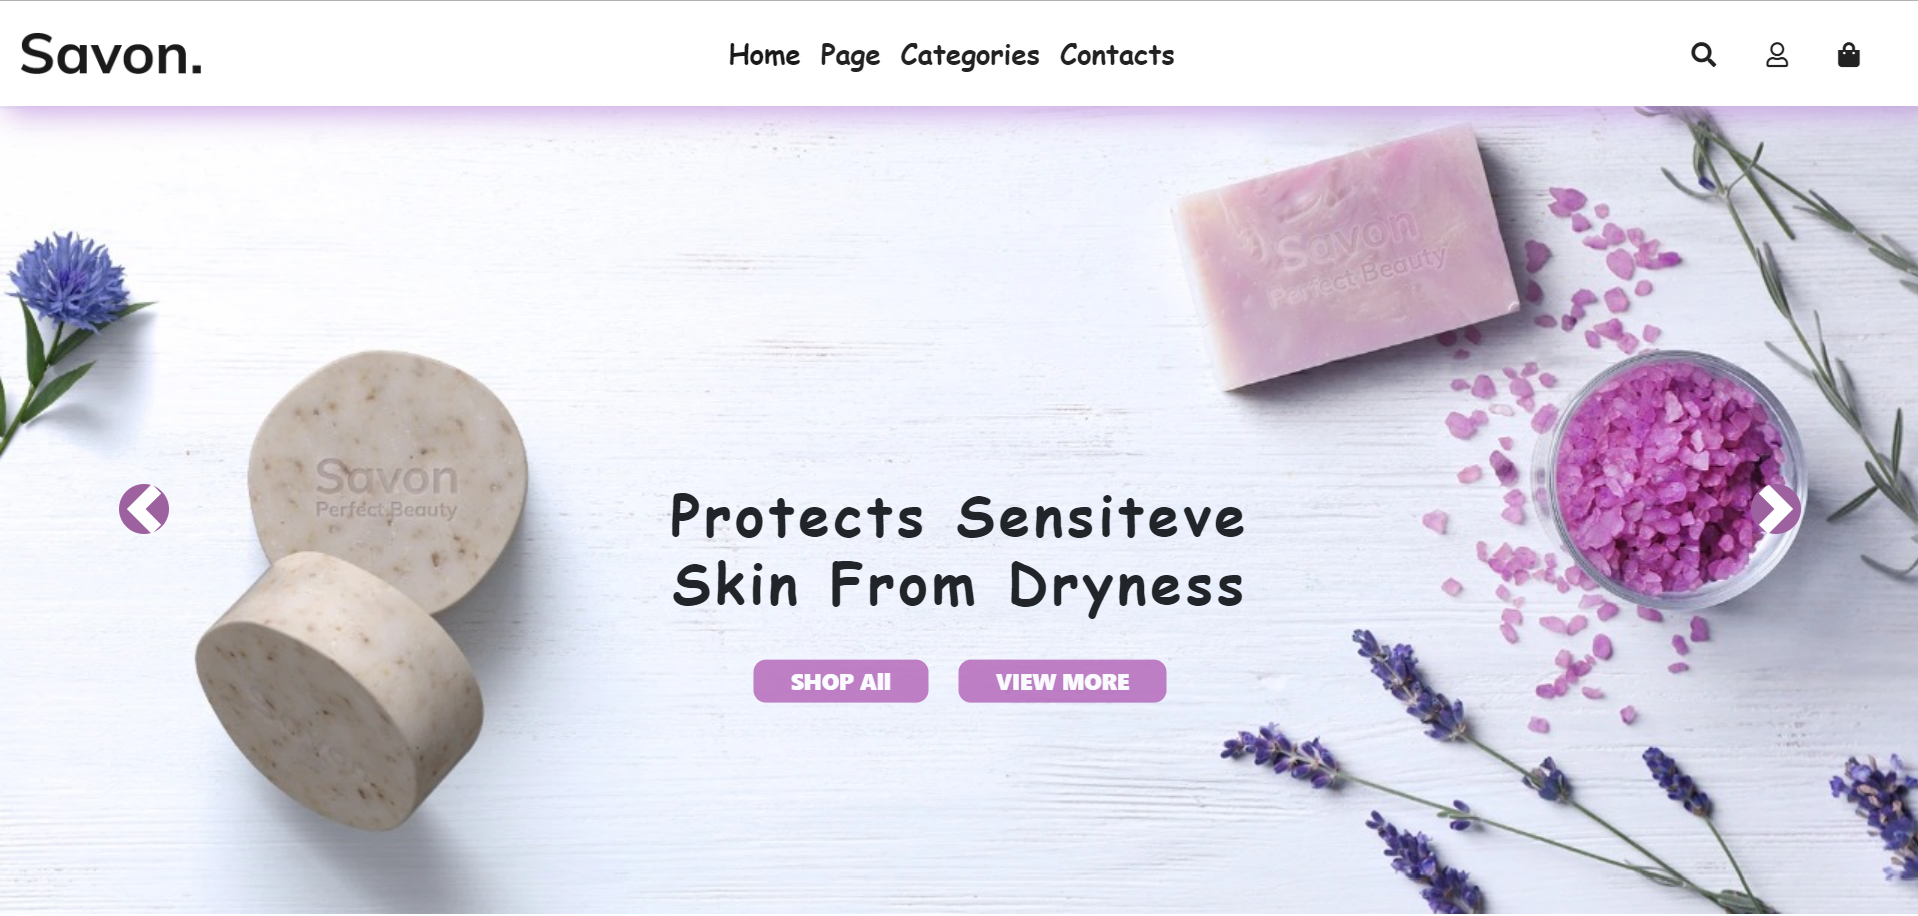 Savon.
Home Page Categories Contacts
Savon
Perfect Beauty
Savon
Perfect Beauty
Protects Sensiteve
Skin From Dryness
SHOP All VIEW MORE